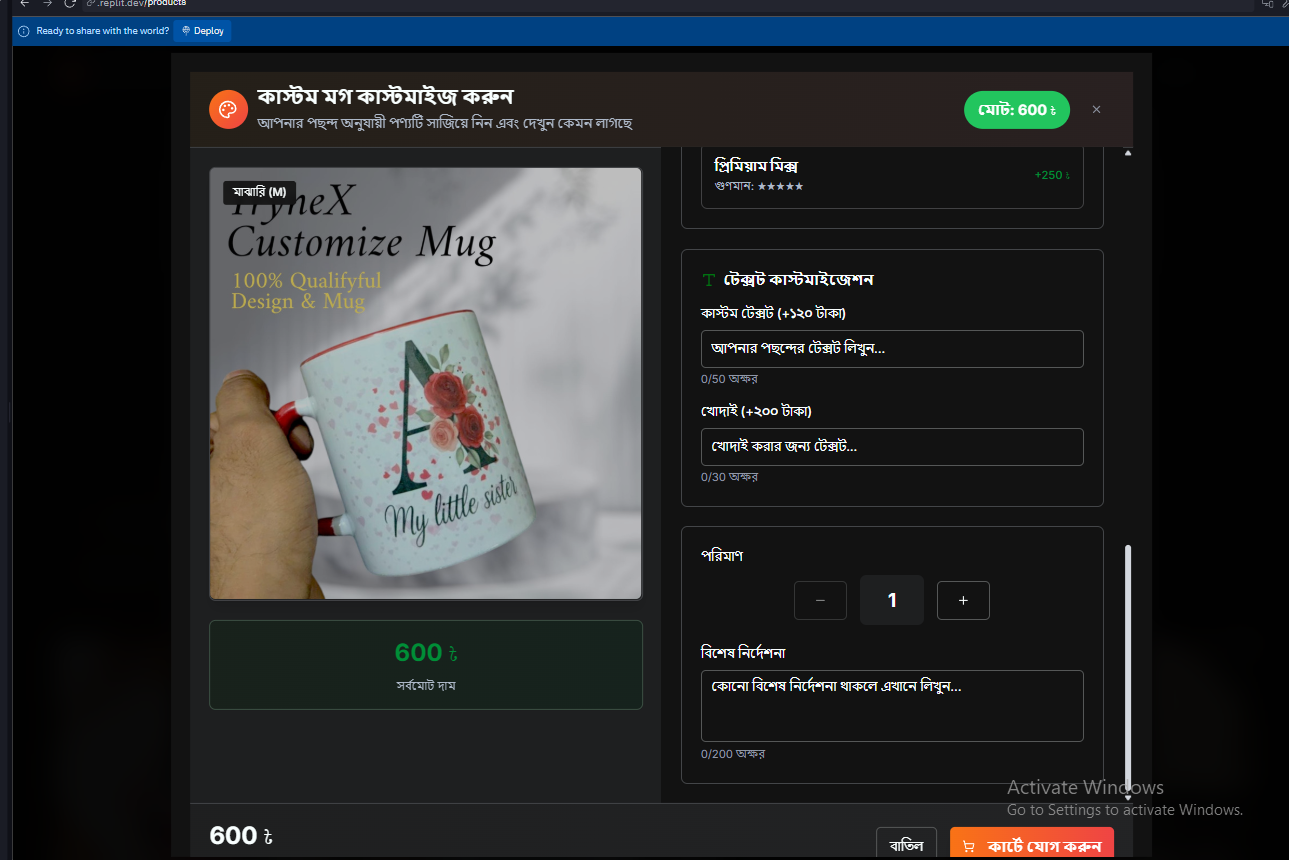 .replit.dev/products
Ready to share with the world?
Deploy
কাস্টম মগ কাস্টমাইজ করুন
আপনার পছন্দ অনুযায়ী পণ্যটি সাজিয়ে নিন এবং দেখুন কেমন লাগছে
মোট: 600 ৳
×
মাঝারি (M)
TryneX
Customize Mug
100% Qualifyful
Design & Mug
A
My little sister
600 ৳
সর্বমোট দাম
প্রিমিয়াম মিক্স
গুণমান: ★★★★★
+250 ৳
টেক্সট কাস্টমাইজেশন
কাস্টম টেক্সট (+১২০ টাকা)
আপনার পছন্দের টেক্সট লিখুন...
0/50 অক্ষর
খোদাই (+২০০ টাকা)
খোদাই করার জন্য টেক্সট...
0/30 অক্ষর
পরিমাণ
− 1 +
বিশেষ নির্দেশনা
কোনো বিশেষ নির্দেশনা থাকলে এখানে লিখুন...
0/200 অক্ষর
Activate Windows
Go to Settings to activate Windows.
600 ৳
বাতিল
কার্টে যোগ করুন